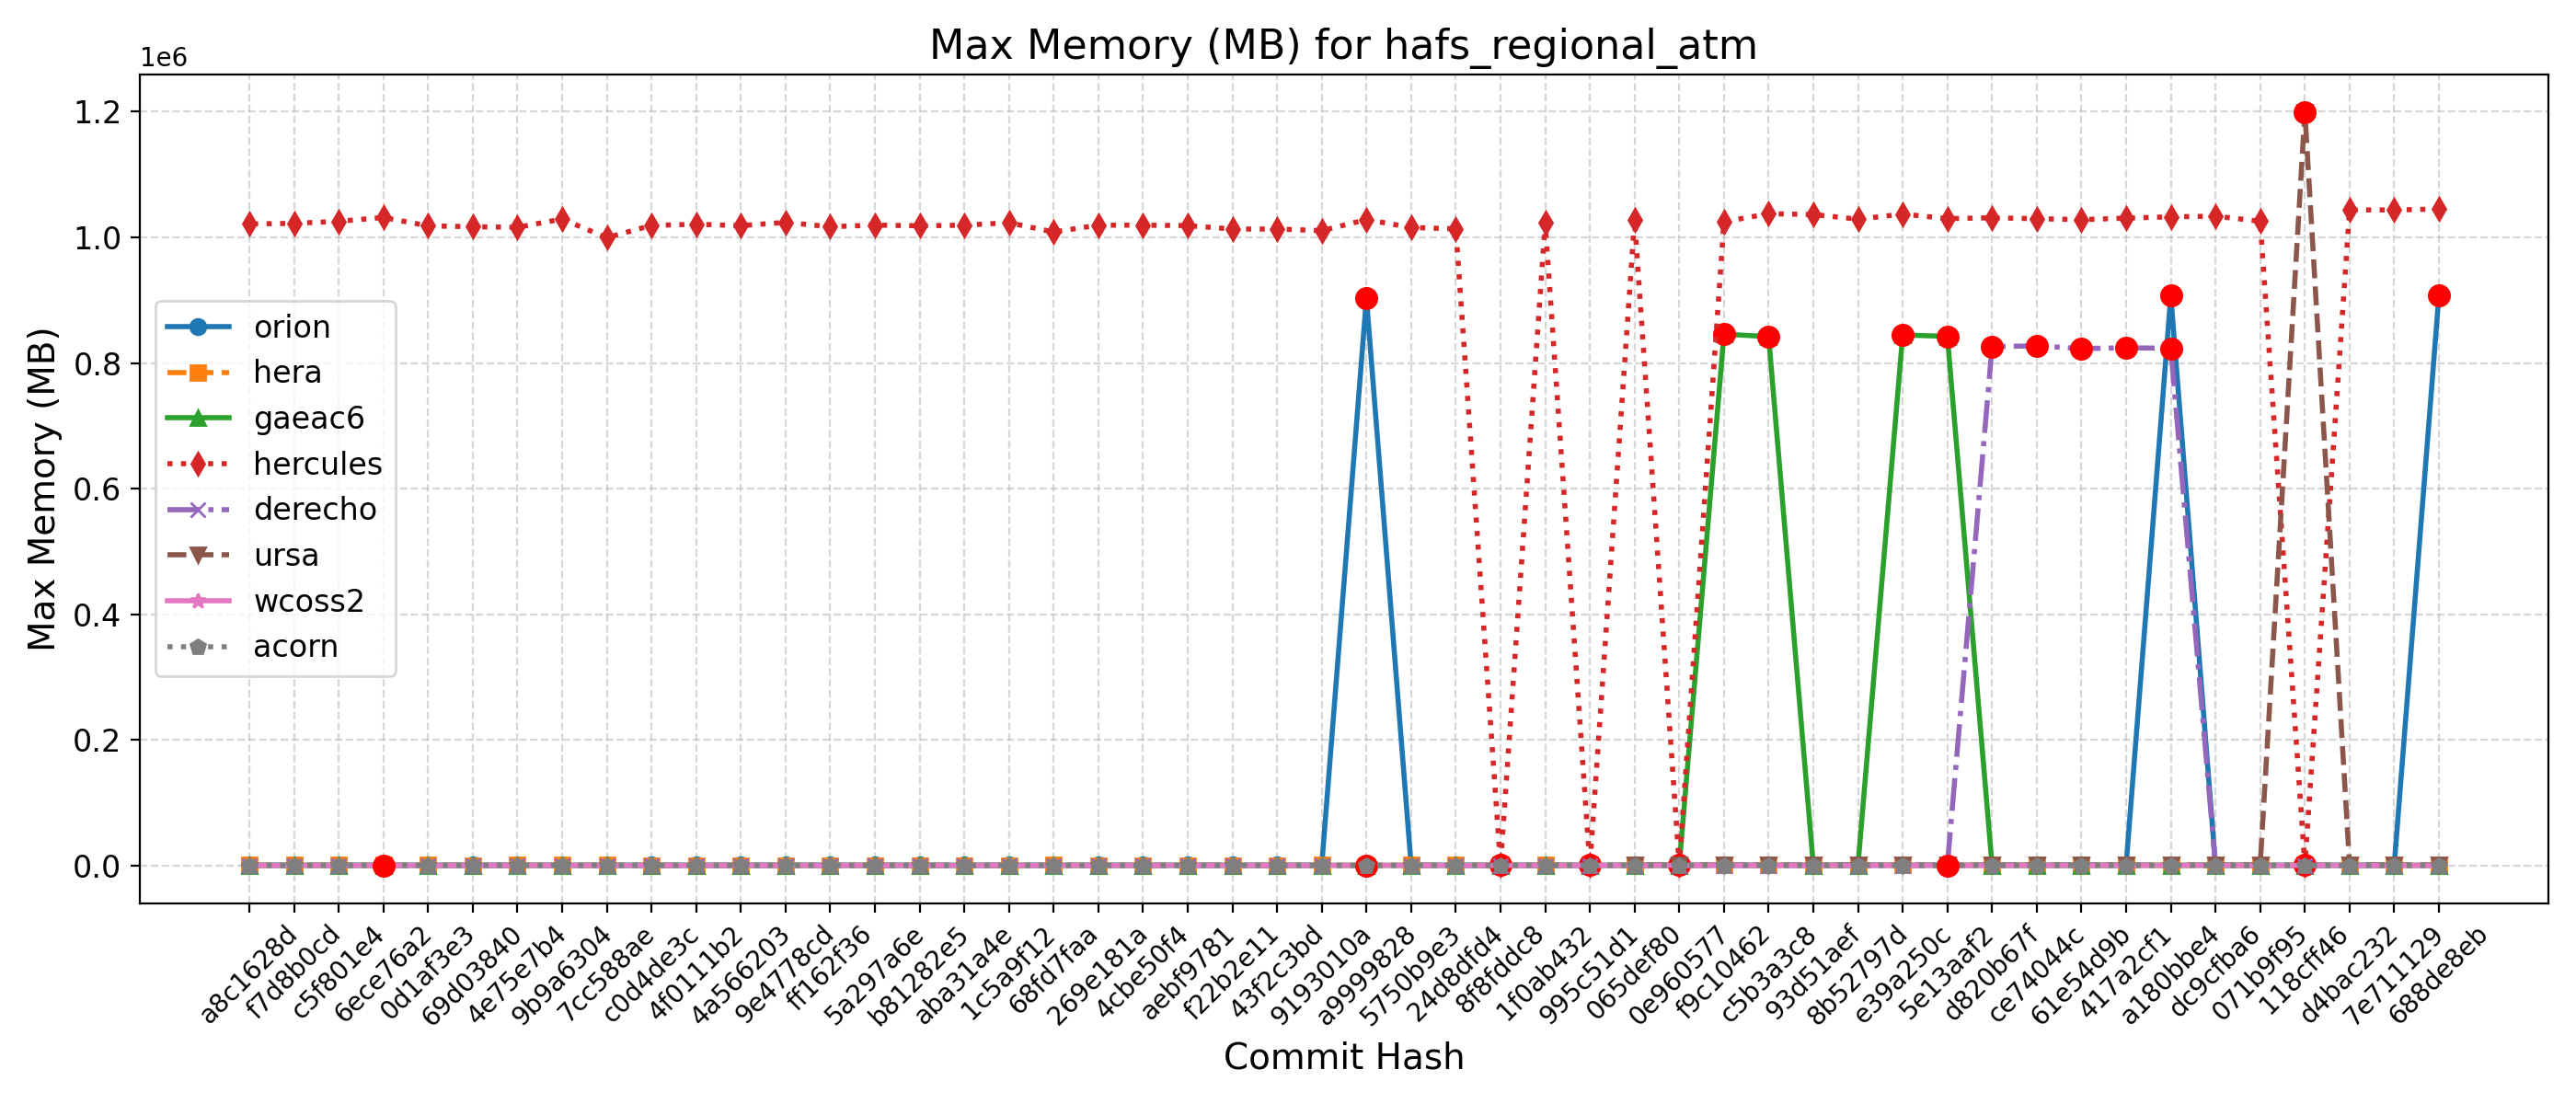 Max Memory (MB) for hafs_regional_atm
1e6
1.2
1.0
0.8
0.6
0.4
0.2
0.0
Max Memory (MB)
orion
hera
gaeac6
hercules
derecho
ursa
wcoss2
acorn
a8c1628d
f7d8b0cd
c5f801e4
6ece76a2
0d1af3e3
69d03840
4e75e7b4
9b9a6304
7cc588ae
c0d4de3c
4f0111b2
4a566203
9e4778cd
ff162f36
5a297a6e
b81282e5
aba31a4e
1c5a9f12
68fd7faa
269e181a
4cbe50f4
aebf9781
f22b2e11
43f2c3bd
9193010a
a9999828
5750b9e3
24d8dfd4
8f8fddc8
1f0ab432
995c51d1
065def80
0e960577
f9c10462
c5b3a3c8
93d51aef
8b52797d
e39a250c
5e13aaf2
d820b67f
ce74044c
61e54d9b
417a2cf1
a180bbe4
dc9cfba6
071b9f95
118cff46
d4bac232
7e711129
688de8eb
Commit Hash